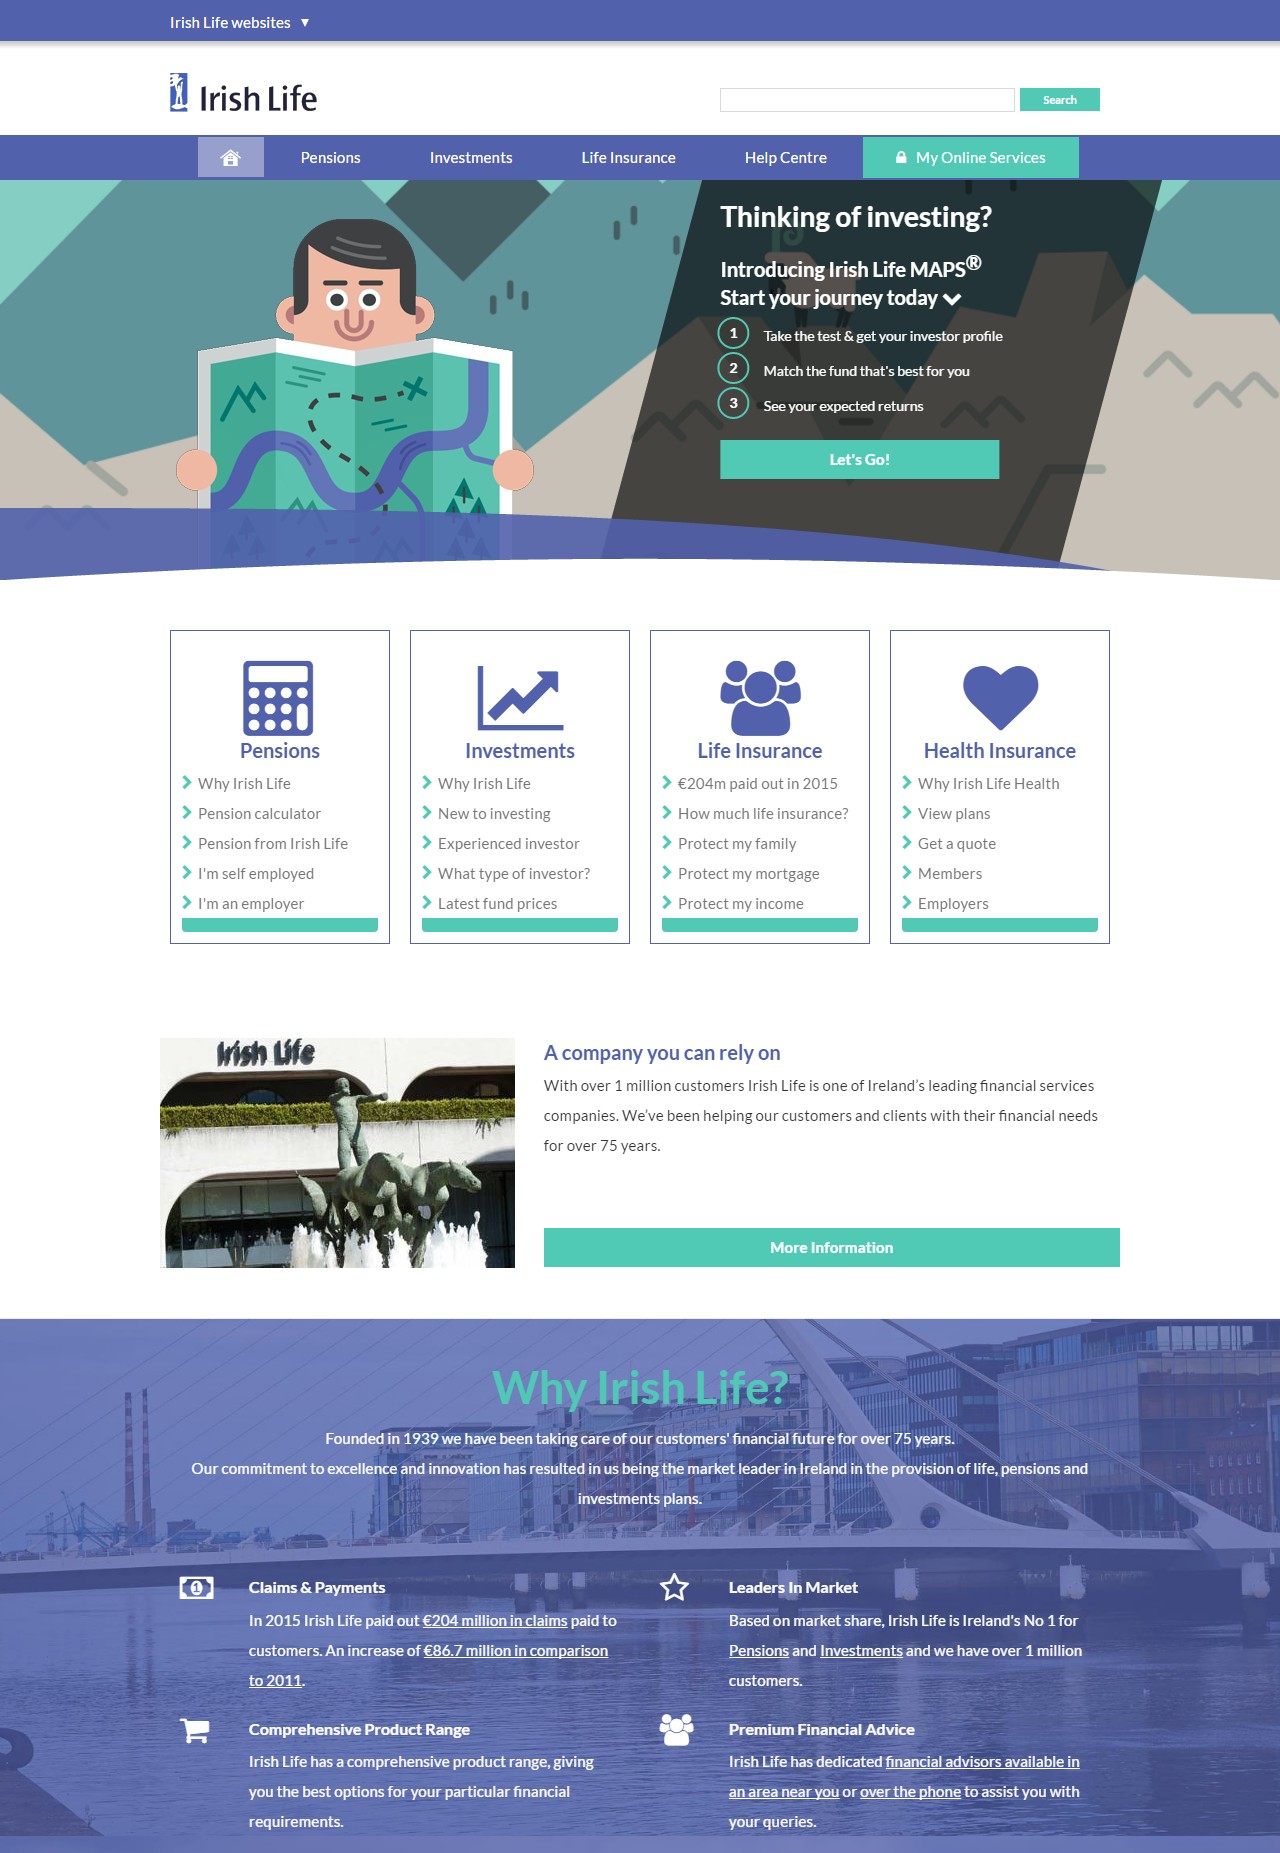 Irish Life websites ▼
Irish Life
Search
Pensions
Investments
Life Insurance
Help Centre
My Online Services
Thinking of investing?
Introducing Irish Life MAPS®
Start your journey today
1 Take the test & get your investor profile
2 Match the fund that's best for you
3 See your expected returns
Let's Go!
Pensions
Why Irish Life
Pension calculator
Pension from Irish Life
I'm self employed
I'm an employer
Investments
Why Irish Life
New to investing
Experienced investor
What type of investor?
Latest fund prices
Life Insurance
€204m paid out in 2015
How much life insurance?
Protect my family
Protect my mortgage
Protect my income
Health Insurance
Why Irish Life Health
View plans
Get a quote
Members
Employers
Irish Life
A company you can rely on
With over 1 million customers Irish Life is one of Ireland’s leading financial services
companies. We’ve been helping our customers and clients with their financial needs
for over 75 years.
More Information
Why Irish Life?
Founded in 1939 we have been taking care of our customers' financial future for over 75 years.
Our commitment to excellence and innovation has resulted in us being the market leader in Ireland in the provision of life, pensions and
investments plans.
1
Claims & Payments
In 2015 Irish Life paid out €204 million in claims paid to
customers. An increase of €86.7 million in comparison
to 2011.
Leaders In Market
Based on market share, Irish Life is Ireland's No 1 for
Pensions and Investments and we have over 1 million
customers.
Comprehensive Product Range
Irish Life has a comprehensive product range, giving
you the best options for your particular financial
requirements.
Premium Financial Advice
Irish Life has dedicated financial advisors available in
an area near you or over the phone to assist you with
your queries.